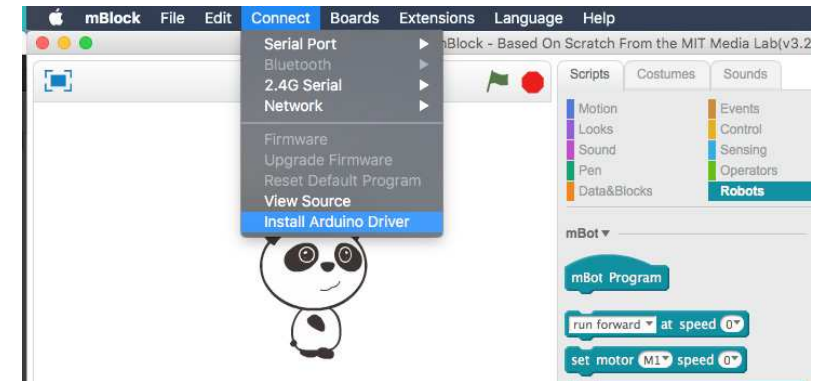 mBlock File Edit Connect Boards Extensions Language Help
Block - Based On Scratch From the MIT Media Lab(v3.2
Serial Port
Bluetooth
2.4G Serial
Network
Firmware
Upgrade Firmware
Reset Default Program
View Source
Install Arduino Driver
Scripts Costumes Sounds
Motion Events
Looks Control
Sound Sensing
Pen Operators
Data&Blocks Robots
mBot
mBot Program
run forward at speed 0
set motor M1 speed 0